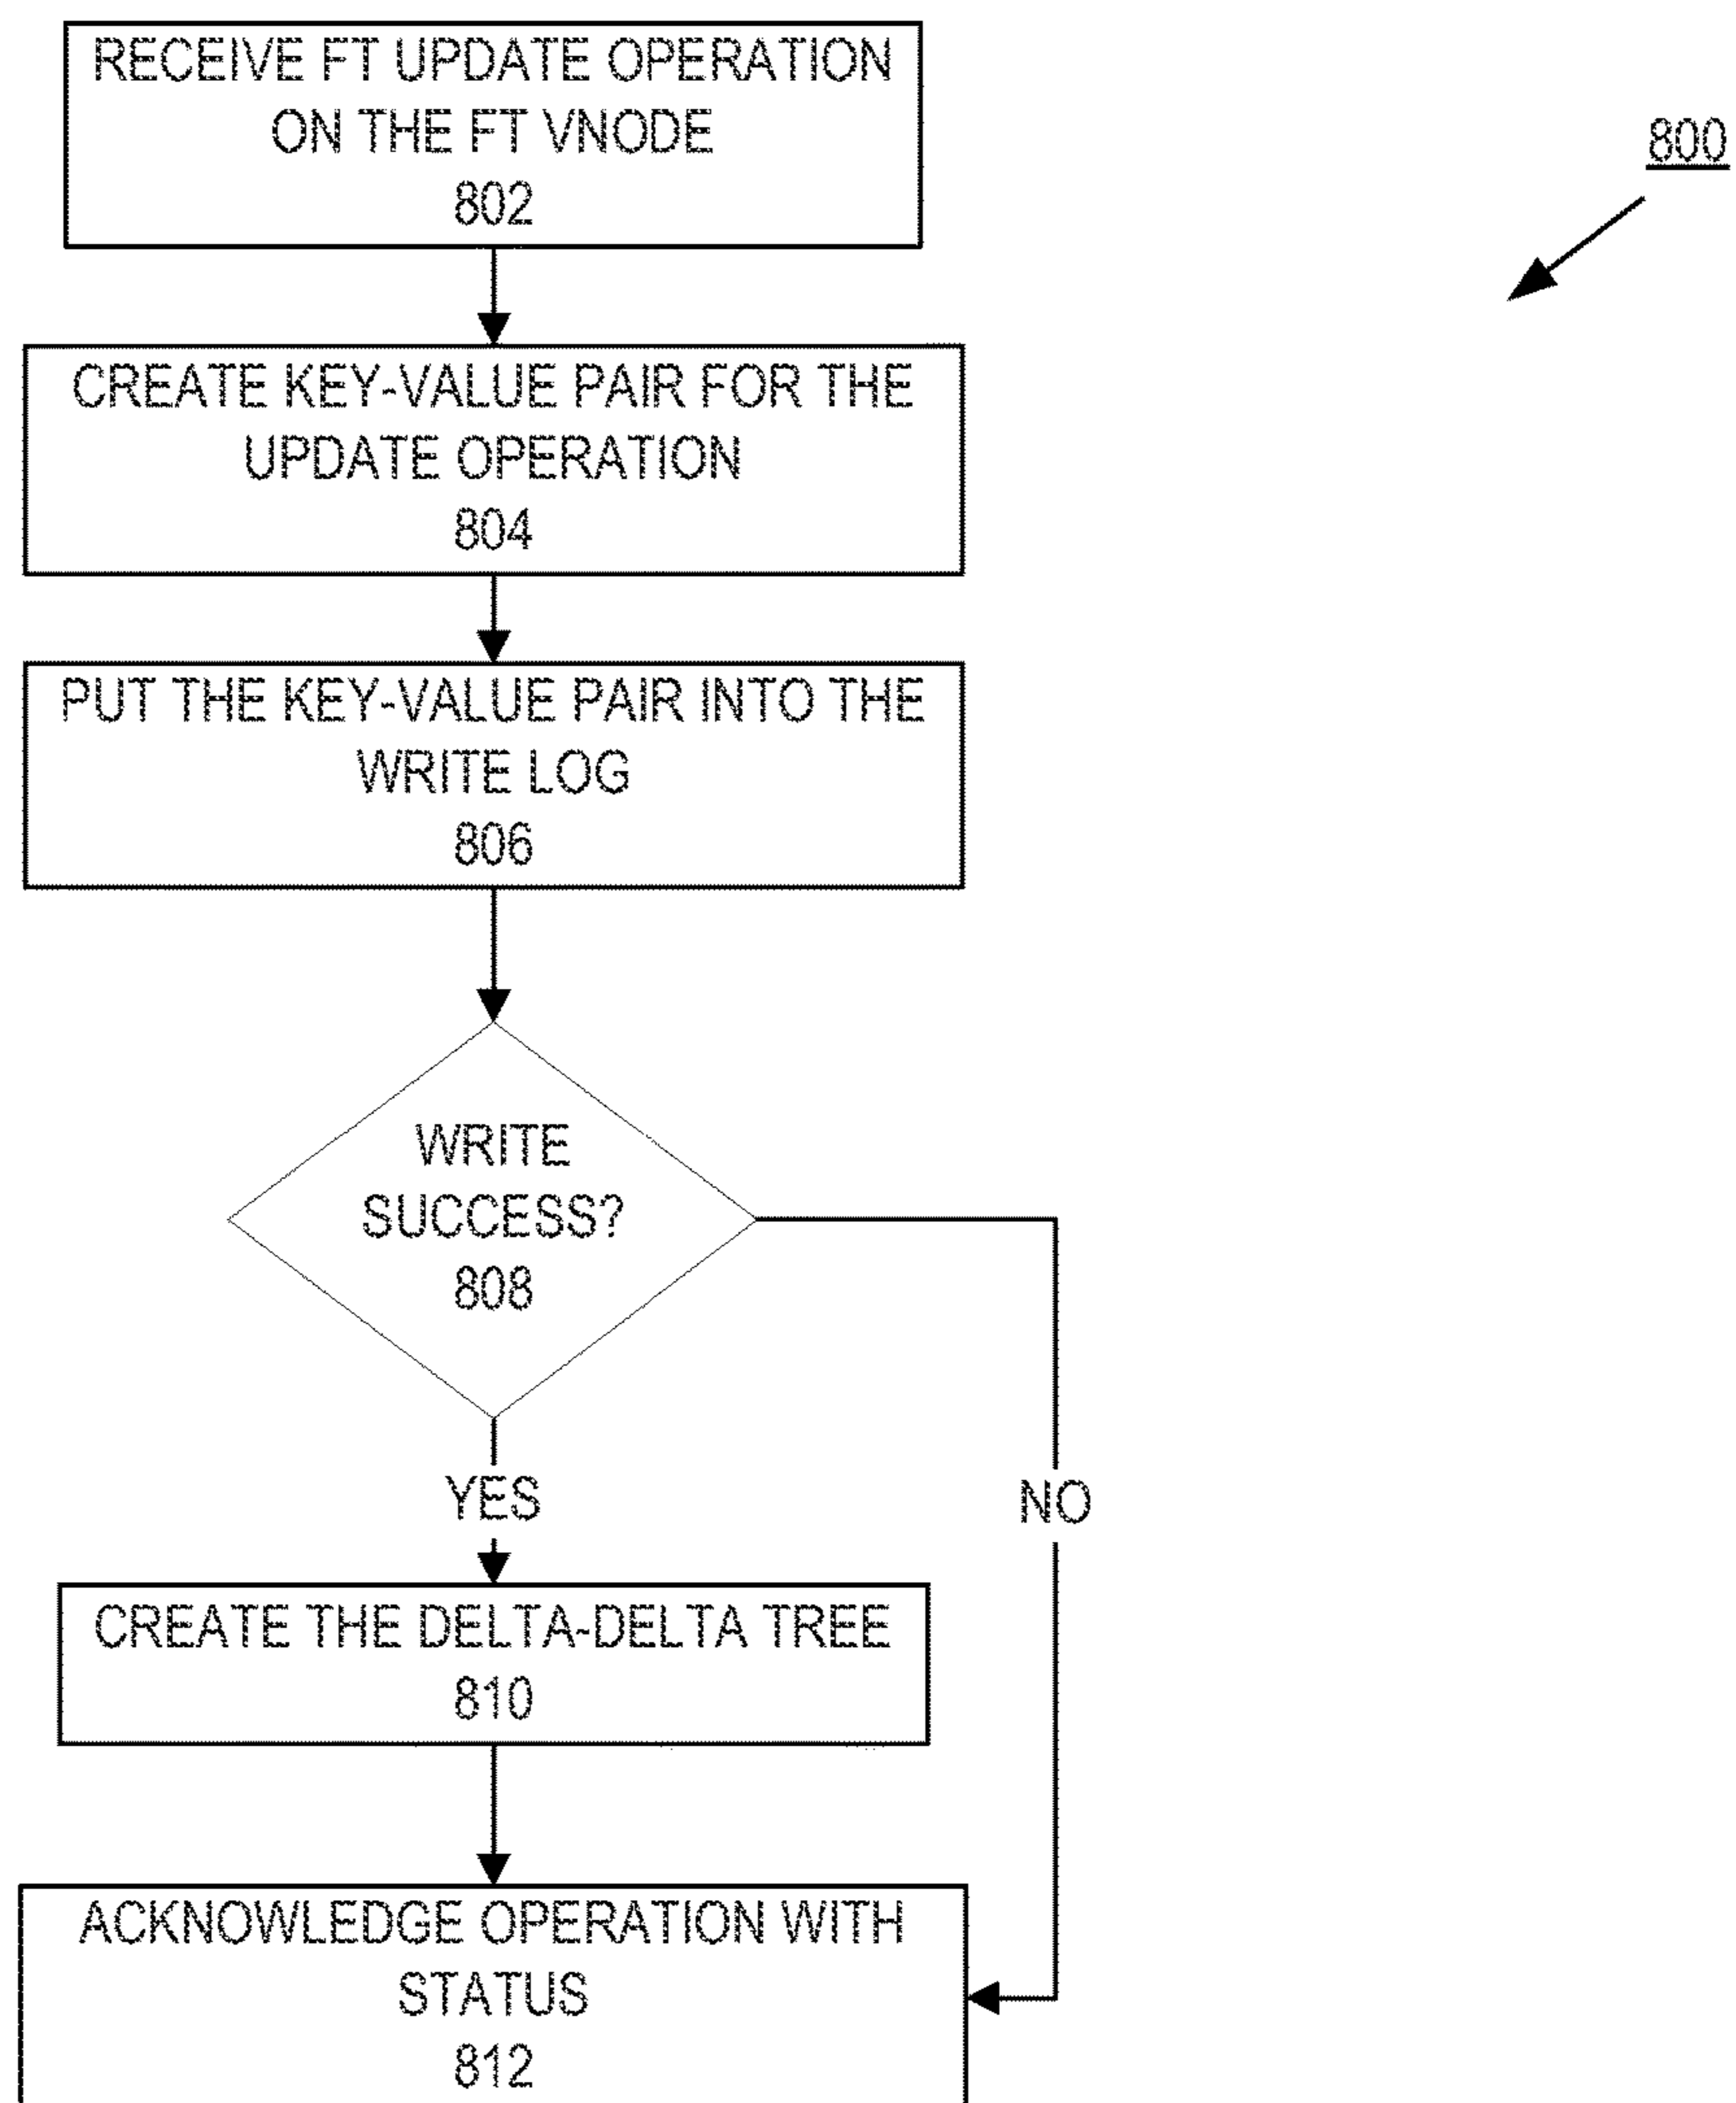 RECEIVE FT UPDATE OPERATION
ON THE FT VNODE
802
800
CREATE KEY-VALUE PAIR FOR THE
UPDATE OPERATION
804
PUT THE KEY-VALUE PAIR INTO THE
WRITE LOG
806
WRITE
SUCCESS?
808
YES
NO
CREATE THE DELTA-DELTA TREE
810
ACKNOWLEDGE OPERATION WITH
STATUS
812